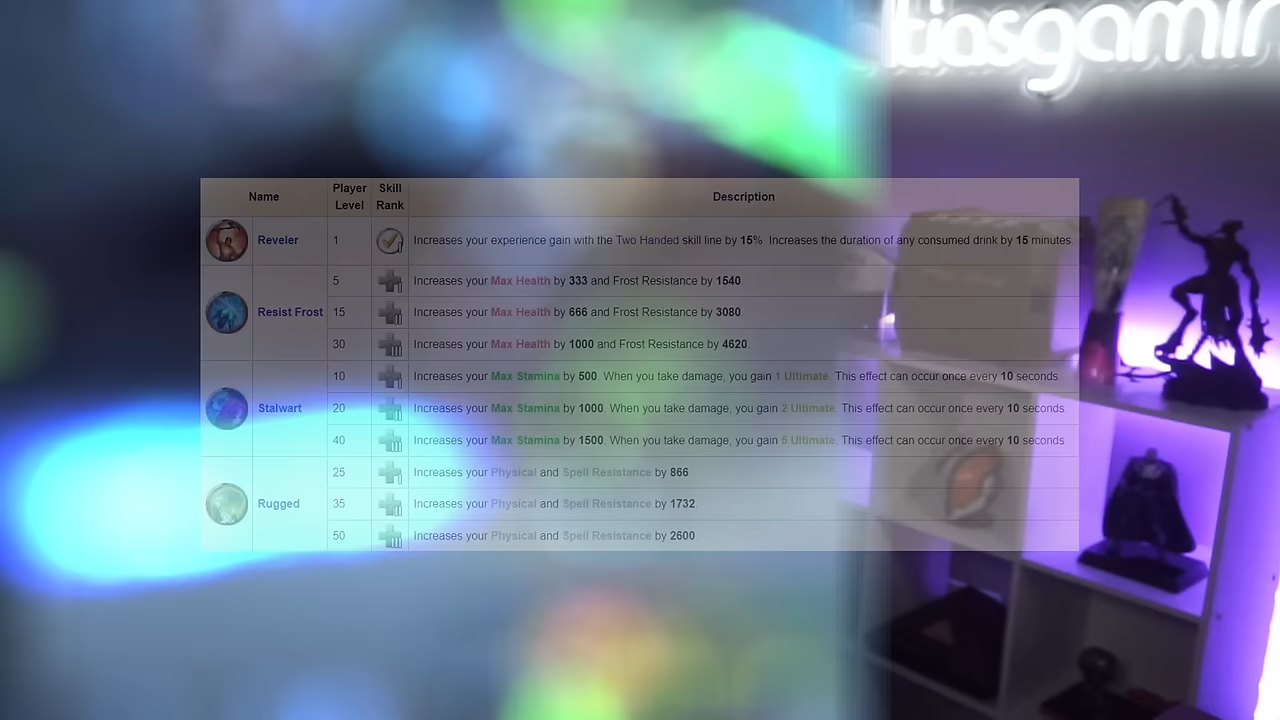 ltiasgamin
Name Player Level Skill Rank Description
Reveler 1 Increases your experience gain with the Two Handed skill line by 15%. Increases the duration of any consumed drink by 15 minutes.
5 Increases your Max Health by 333 and Frost Resistance by 1540.
Resist Frost 15 Increases your Max Health by 666 and Frost Resistance by 3080.
30 Increases your Max Health by 1000 and Frost Resistance by 4620.
10 Increases your Max Stamina by 500. When you take damage, you gain 1 Ultimate. This effect can occur once every 10 seconds.
Stalwart 20 Increases your Max Stamina by 1000. When you take damage, you gain 2 Ultimate. This effect can occur once every 10 seconds.
40 Increases your Max Stamina by 1500. When you take damage, you gain 5 Ultimate. This effect can occur once every 10 seconds
25 Increases your Physical and Spell Resistance by 866
Rugged 35 Increases your Physical and Spell Resistance by 1732.
50 Increases your Physical and Spell Resistance by 2600